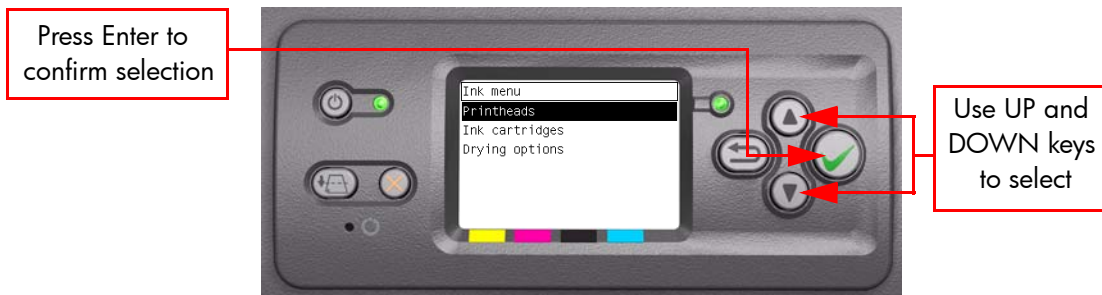 Press Enter to
confirm selection
Ink menu
Printheads
Ink cartridges
Drying options
Use UP and
DOWN keys
to select